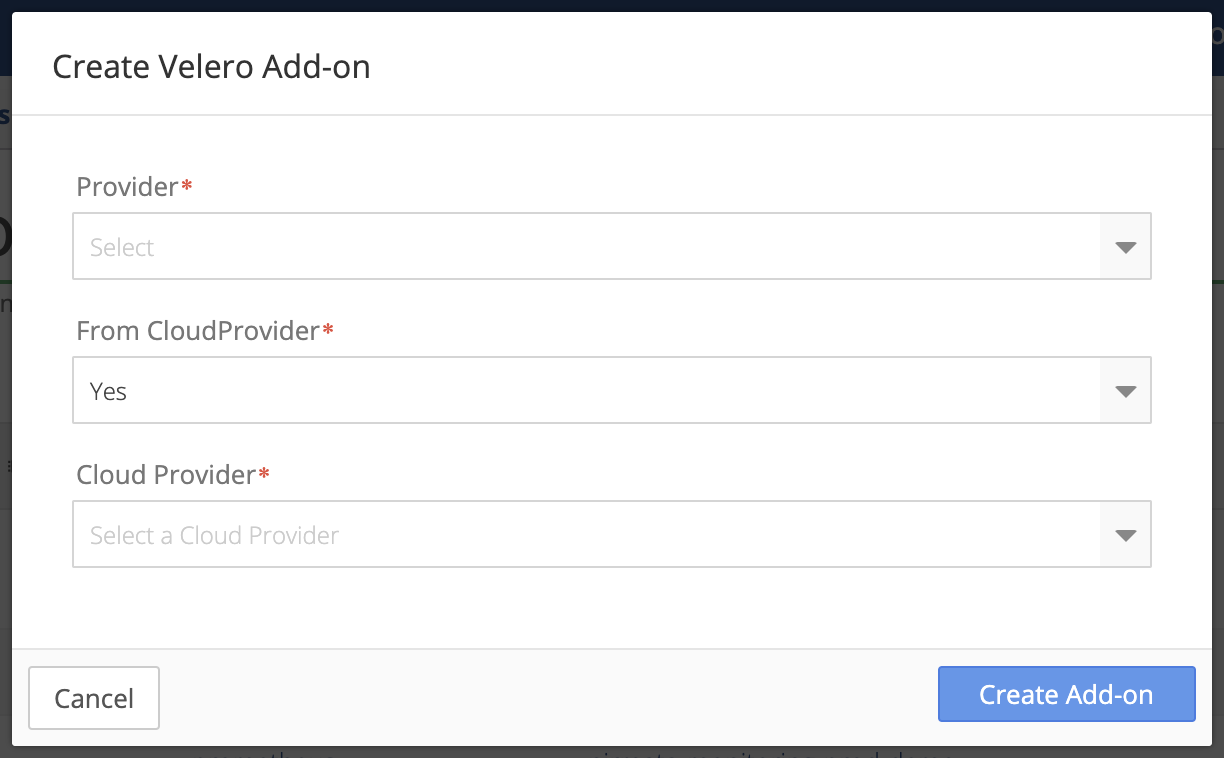 Create Velero Add-on
Provider*
Select
From CloudProvider*
Yes
Cloud Provider*
Select a Cloud Provider
Cancel
Create Add-on